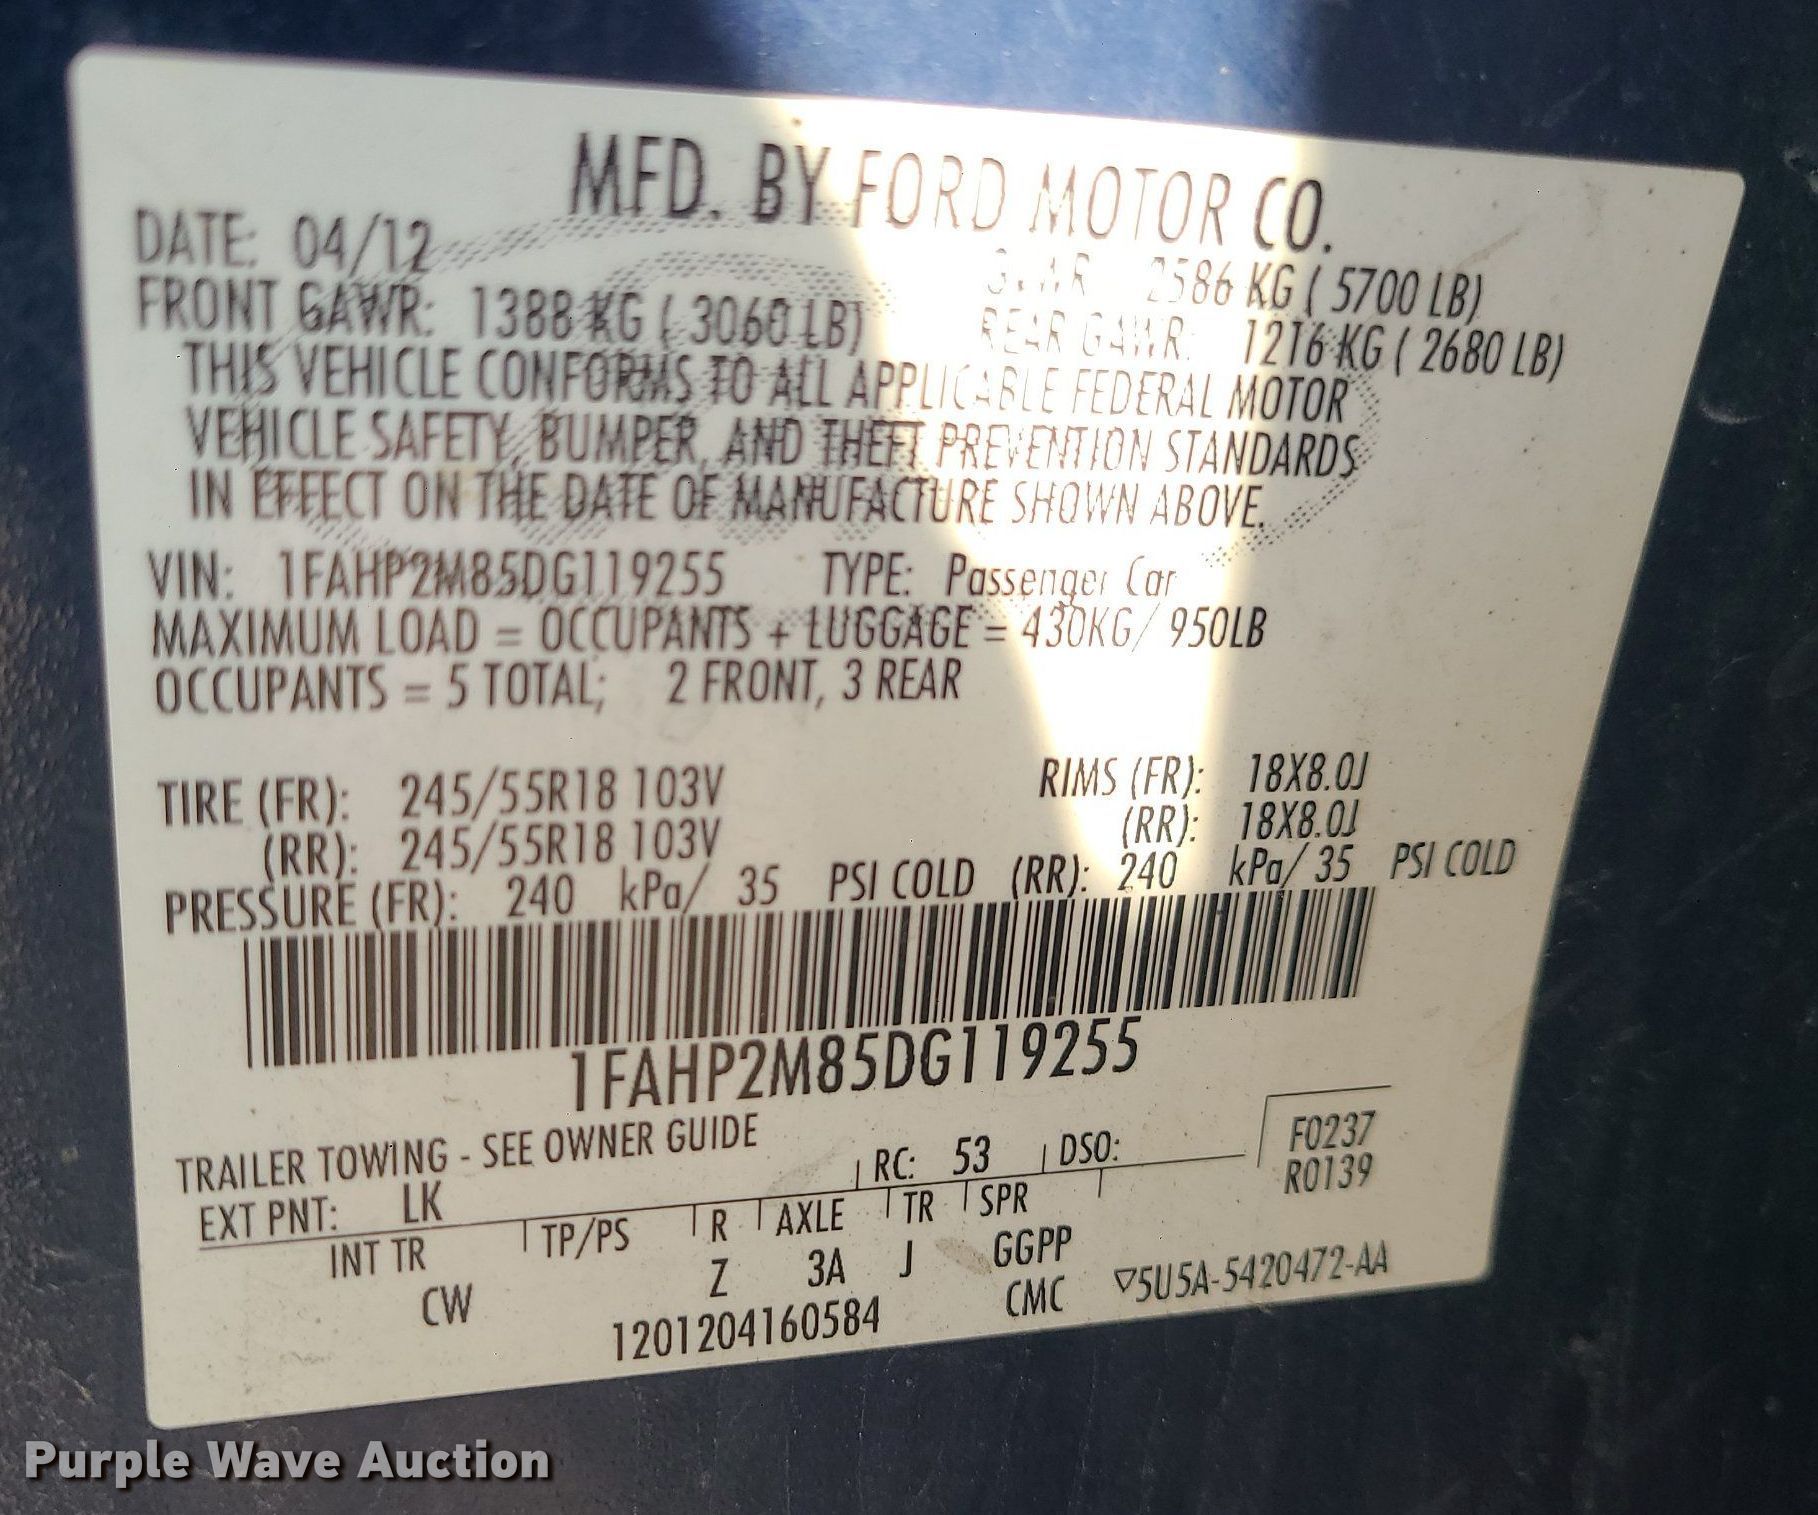 MFD. BY FORD MOTOR CO.
DATE: 04/12 GVWR 2586 KG ( 5700 LB)
FRONT GAWR: 1388 KG ( 3060 LB) REAR GAWR: 1216 KG ( 2680 LB)
THIS VEHICLE CONFORMS TO ALL APPLICABLE FEDERAL MOTOR
VEHICLE SAFETY, BUMPER, AND THEFT PREVENTION STANDARDS
IN EFFECT ON THE DATE OF MANUFACTURE SHOWN ABOVE.
VIN: 1FAHP2M85DG119255 TYPE: Passenger Car
MAXIMUM LOAD = OCCUPANTS + LUGGAGE = 430KG/ 950LB
OCCUPANTS = 5 TOTAL; 2 FRONT, 3 REAR
TIRE (FR): 245/55R18 103V RIMS (FR): 18X8.0J
(RR): 245/55R18 103V (RR): 18X8.0J
PRESSURE (FR): 240 kPa/ 35 PSI COLD (RR): 240 kPa/ 35 PSI COLD
1FAHP2M85DG119255
TRAILER TOWING - SEE OWNER GUIDE
F0237
R0139
EXT PNT: LK RC: 53 DSO:
INT TR TP/PS R AXLE TR SPR
CW Z 3A J GGPP
1201204160584 CMC ▽5U5A-5420472-AA
Purple Wave Auction